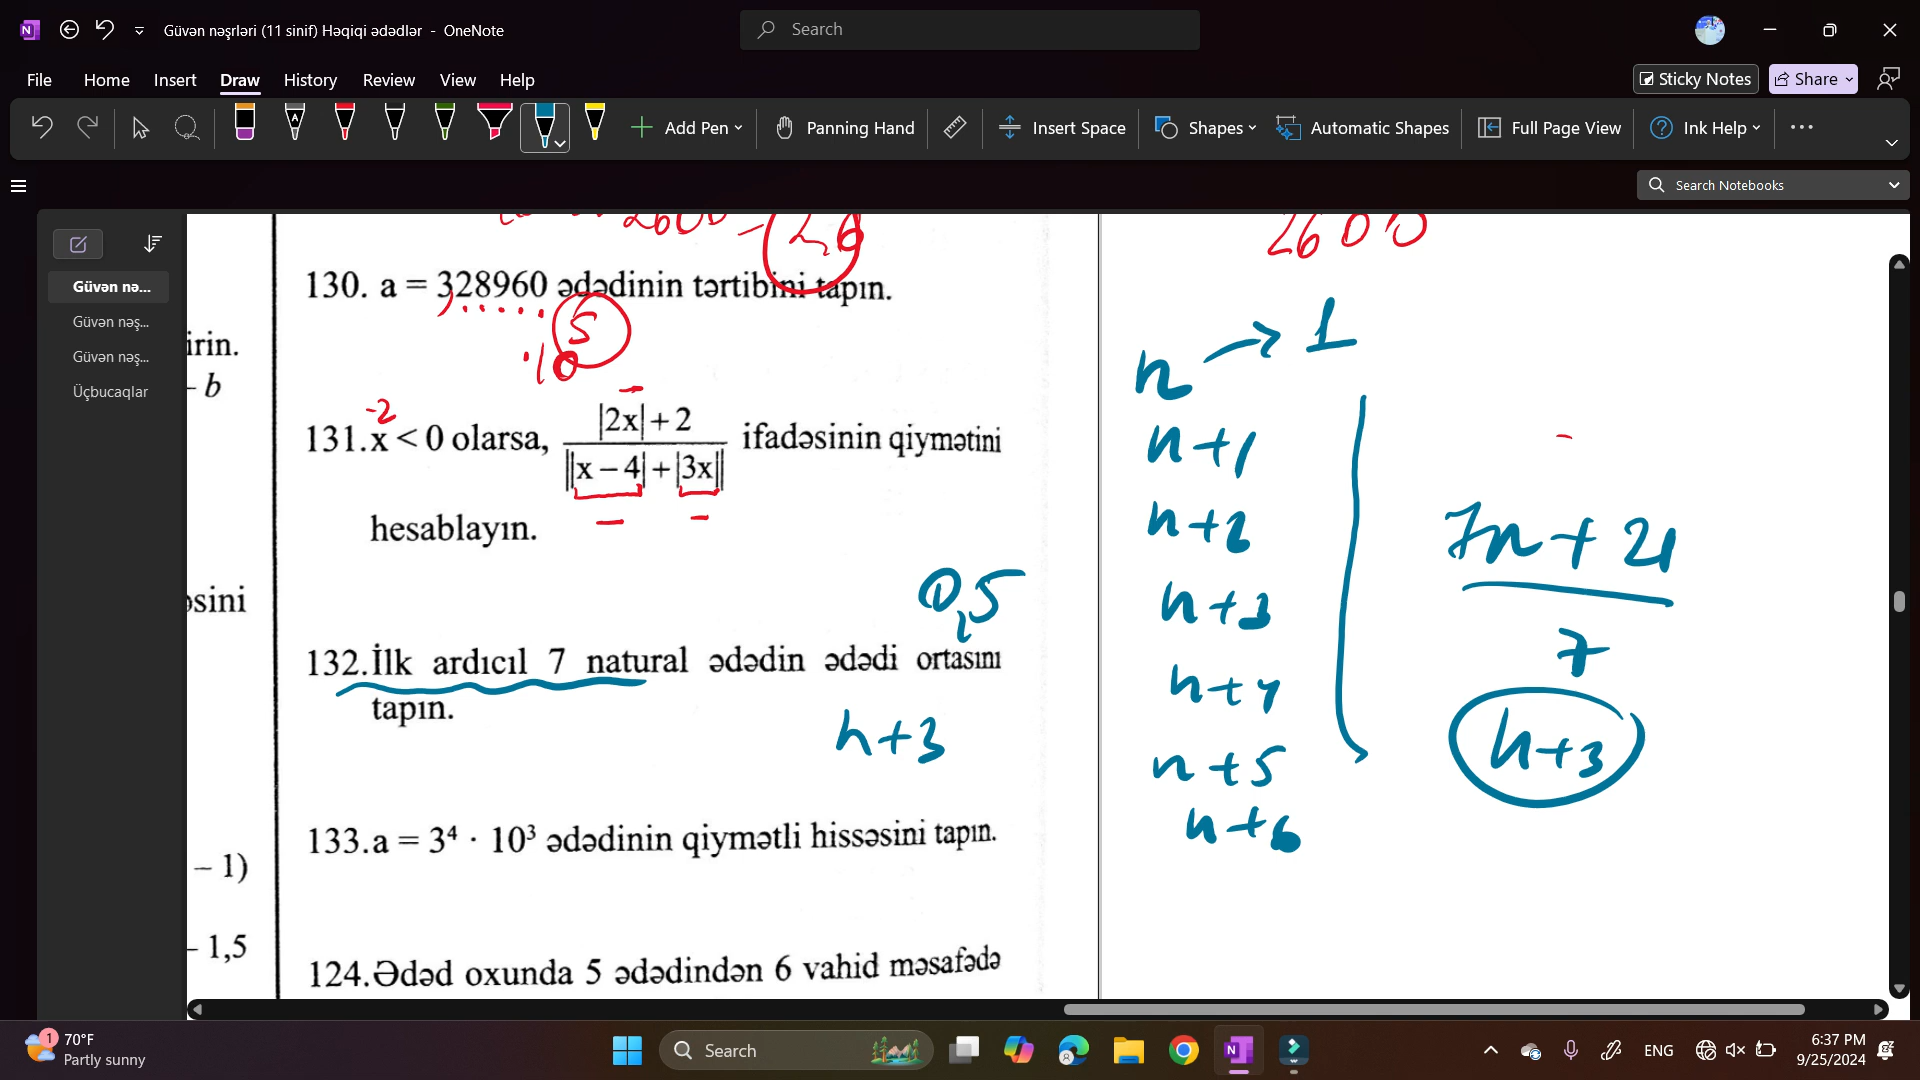 Güvən nəşrləri (11 sinif) Həqiqi ədədlər - OneNote
Search
File Home Insert Draw History Review View Help
Sticky Notes Share
Add Pen Panning Hand Insert Space Shapes Automatic Shapes Full Page View Ink Help ...
Search Notebooks
Güvən nə...
Güvən nəş...
Güvən nəş...
Üçbucaqlar
irin.
- b
əsini
- 1)
- 1,5
2600
130. a = 328960 ədədinin tərtibini tapın.
5
·10
-2
131. x < 0 olarsa, |2x| + 2 / ||x − 4| + |3x|| ifadəsinin qiymətini
hesablayın.
0,5
132. İlk ardıcıl 7 natural ədədin ədədi ortasını
tapın.
n+3
133. a = 3⁴ · 10³ ədədinin qiymətli hissəsini tapın.
124. Ədəd oxunda 5 ədədindən 6 vahid məsafədə
2600
n → 1
n+1
n+2
n+3
n+4
n+5
n+6
7n+21
7
n+3
1
70°F
Partly sunny
Search
ENG
6:37 PM
9/25/2024